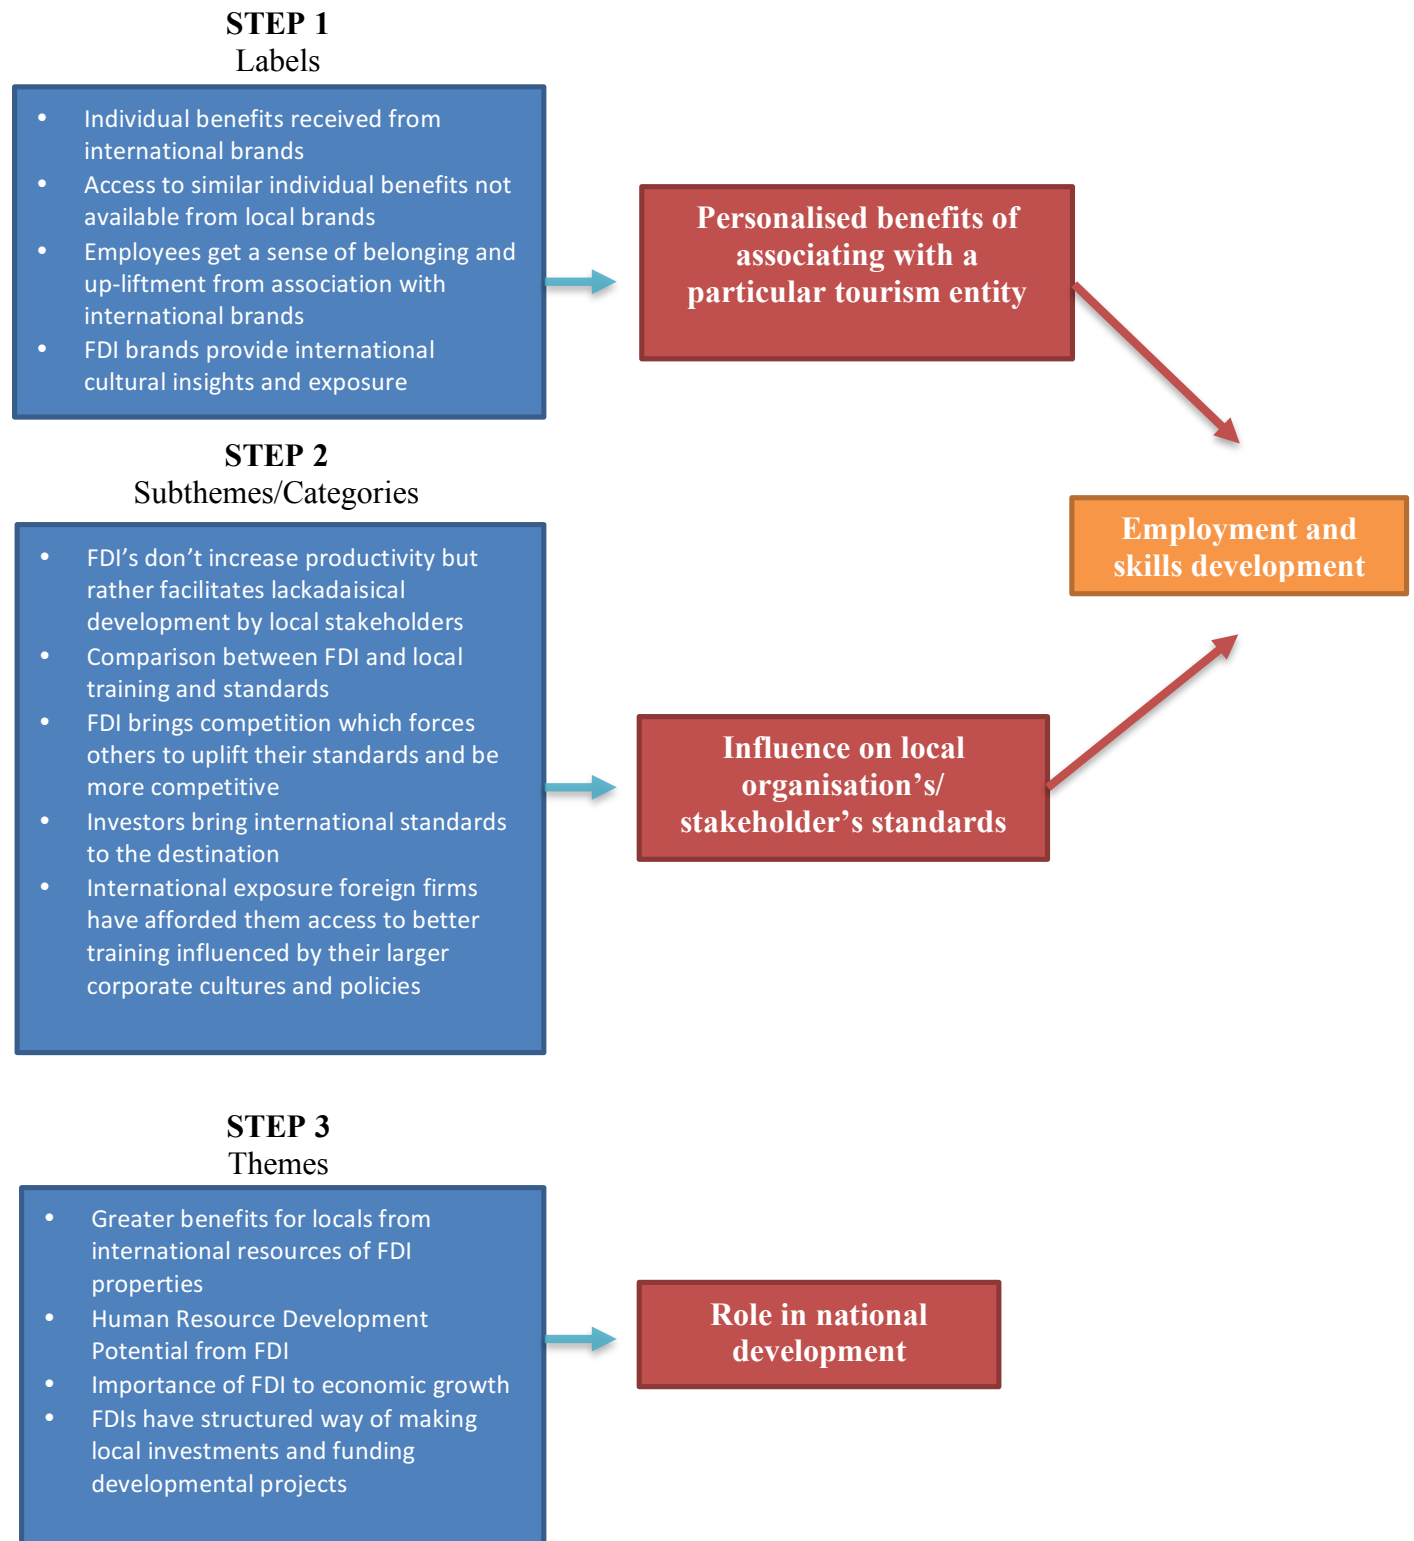 STEP 1
Labels
• Individual benefits received from
international brands
• Access to similar individual benefits not
available from local brands
• Employees get a sense of belonging and
up-liftment from association with
international brands
• FDI brands provide international
cultural insights and exposure
Personalised benefits of
associating with a
particular tourism entity
STEP 2
Subthemes/Categories
• FDI’s don’t increase productivity but
rather facilitates lackadaisical
development by local stakeholders
• Comparison between FDI and local
training and standards
• FDI brings competition which forces
others to uplift their standards and be
more competitive
• Investors bring international standards
to the destination
• International exposure foreign firms
have afforded them access to better
training influenced by their larger
corporate cultures and policies
Influence on local
organisation’s/
stakeholder’s standards
Employment and
skills development
STEP 3
Themes
• Greater benefits for locals from
international resources of FDI
properties
• Human Resource Development
Potential from FDI
• Importance of FDI to economic growth
• FDIs have structured way of making
local investments and funding
developmental projects
Role in national
development